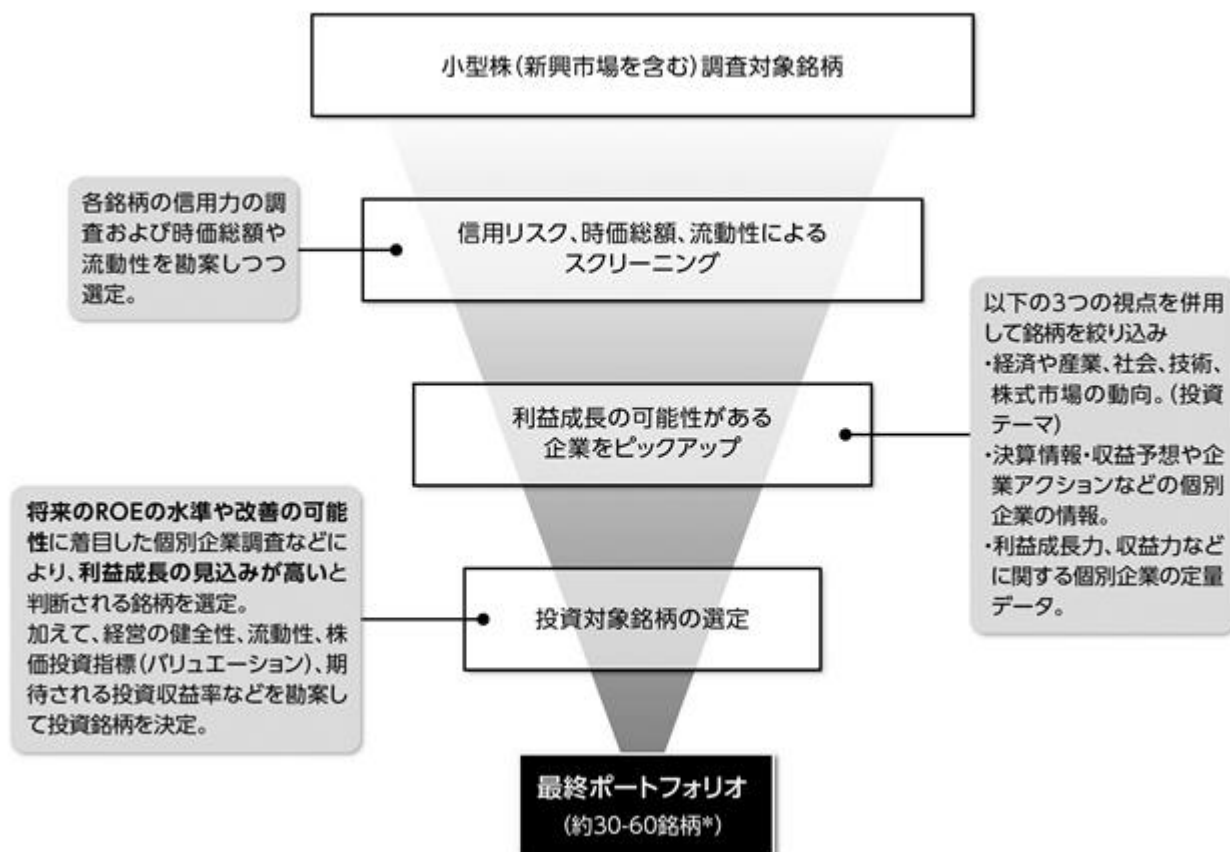 小型株(新興市場を含む)調査対象銘柄
各銘柄の信用力の調
査および時価総額や
流動性を勘案しつつ
選定。
信用リスク、時価総額、流動性による
スクリーニング
以下の3つの視点を併用
して銘柄を絞り込み
・経済や産業、社会、技術、
株式市場の動向。(投資
テーマ)
・決算情報・収益予想や企
業アクションなどの個別
企業の情報。
・利益成長力、収益力など
に関する個別企業の定量
データ。
利益成長の可能性がある
企業をピックアップ
将来のROEの水準や改善の可能
性に着目した個別企業調査などに
より、利益成長の見込みが高いと
判断される銘柄を選定。
加えて、経営の健全性、流動性、株
価投資指標(バリュエーション)、期
待される投資収益率などを勘案し
て投資銘柄を決定。
投資対象銘柄の選定
最終ポートフォリオ
(約30-60銘柄*)